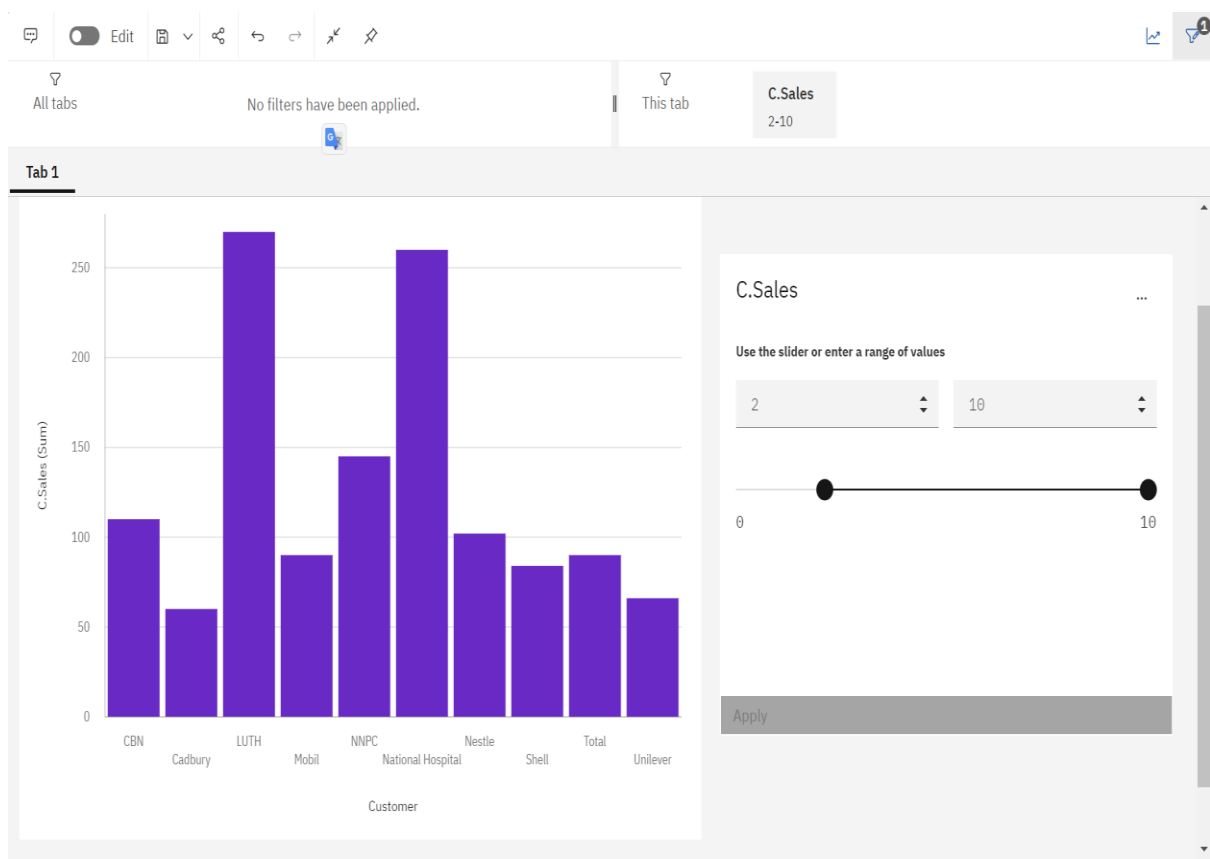 Edit
1
All tabs
No filters have been applied.
This tab
C.Sales
2-10
Tab 1
C.Sales (Sum)
250
200
150
100
50
0
CBN
Cadbury
LUTH
Mobil
NNPC
National Hospital
Nestle
Shell
Total
Unilever
Customer
C.Sales
...
Use the slider or enter a range of values
2
10
0
10
Apply